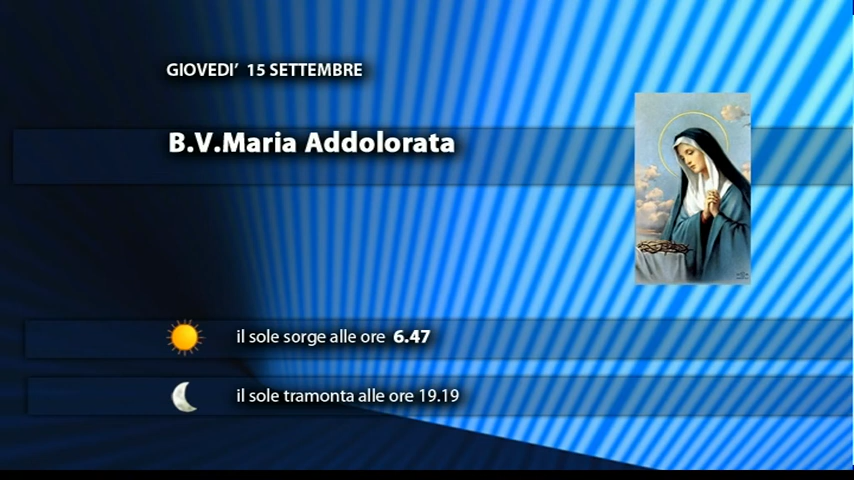 GIOVEDI' 15 SETTEMBRE
B.V.Maria Addolorata
il sole sorge alle ore 6.47
il sole tramonta alle ore 19.19